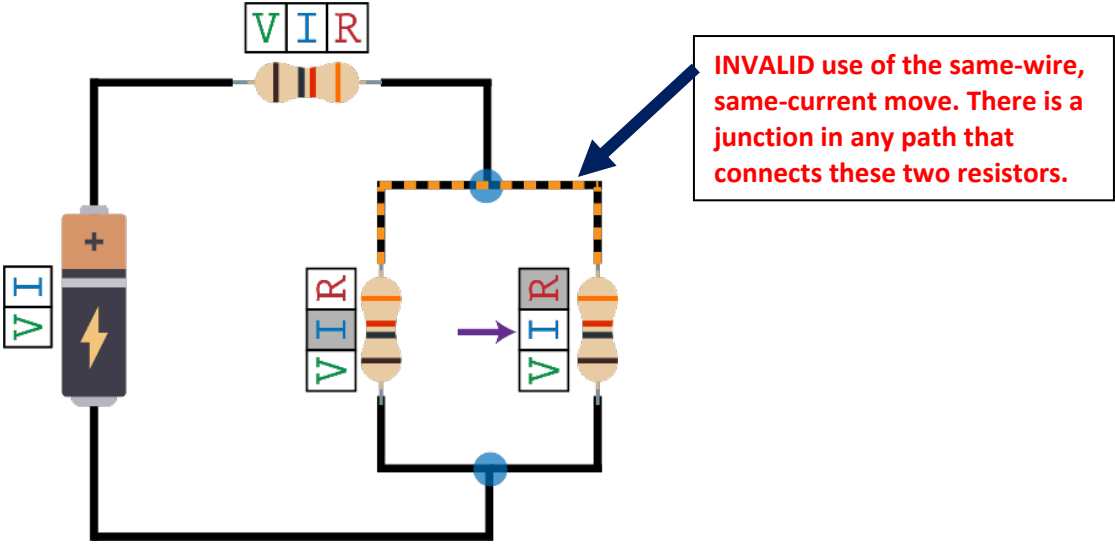 V I R
INVALID use of the same-wire,
same-current move. There is a
junction in any path that
connects these two resistors.
+
V I
V I R
V I R